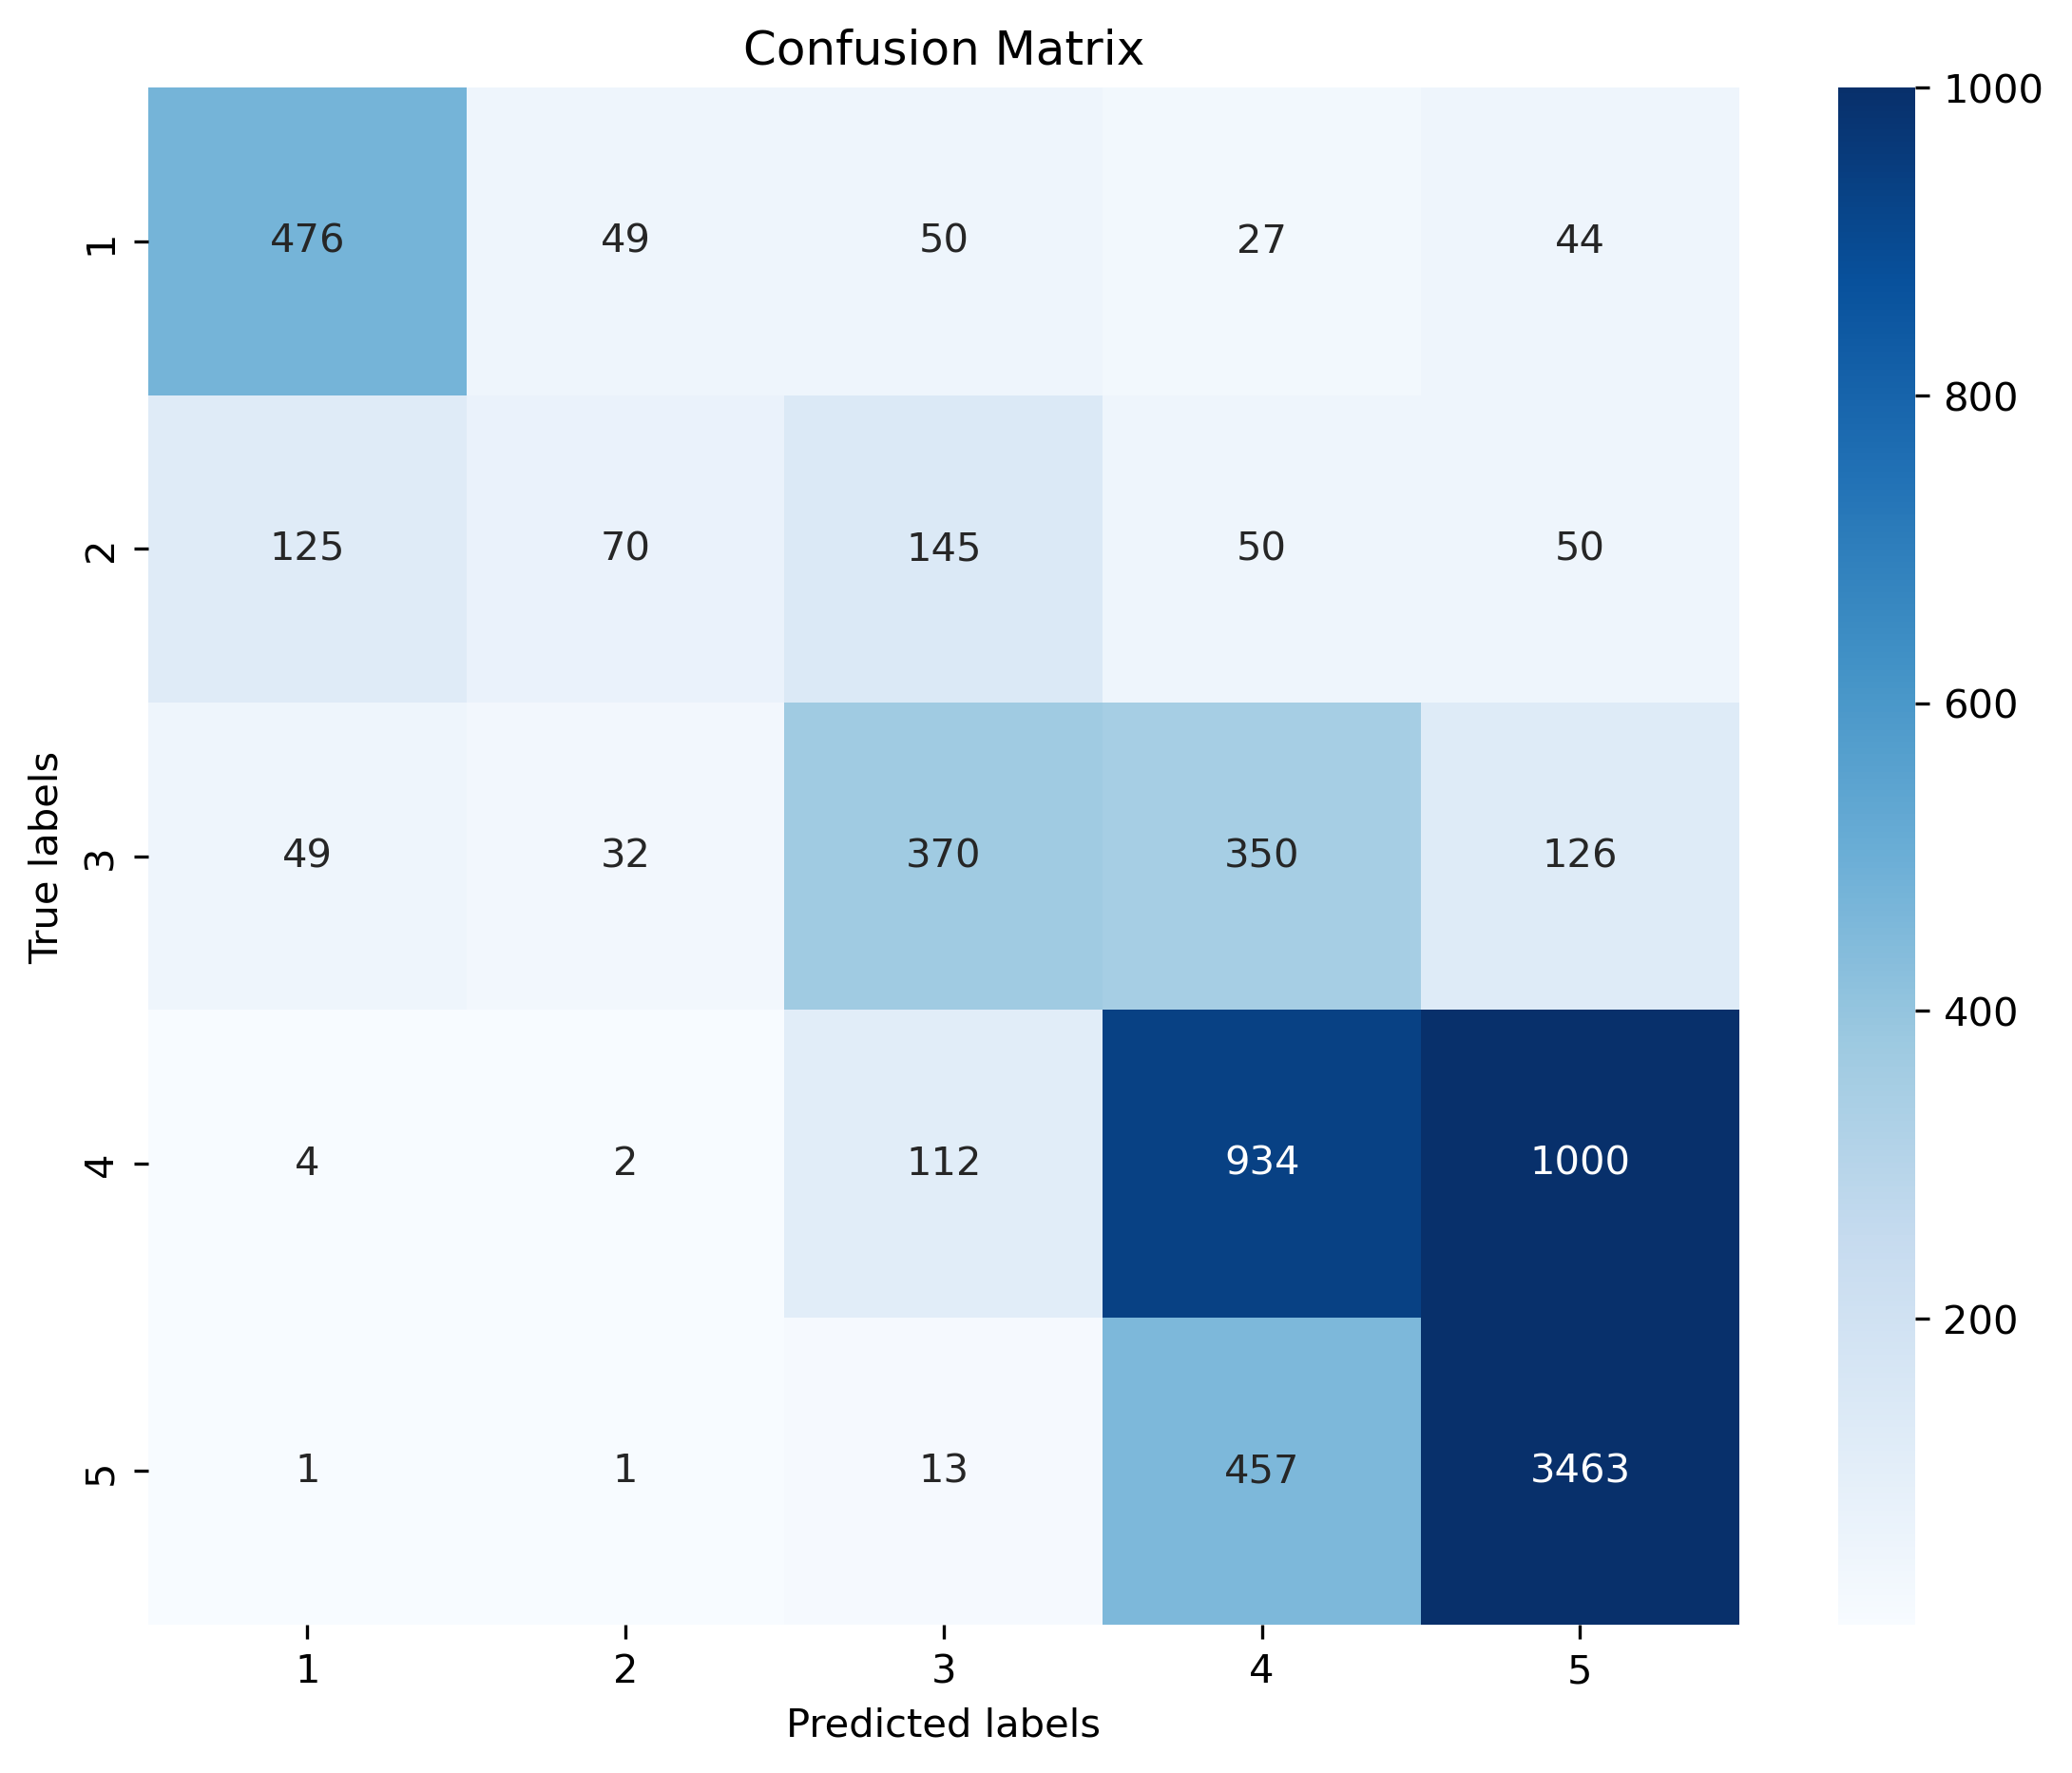 Confusion Matrix
476 49 50 27 44
125 70 145 50 50
49 32 370 350 126
4 2 112 934 1000
1 1 13 457 3463
1
2
3
4
5
True labels
1 2 3 4 5
Predicted labels
1000
800
600
400
200